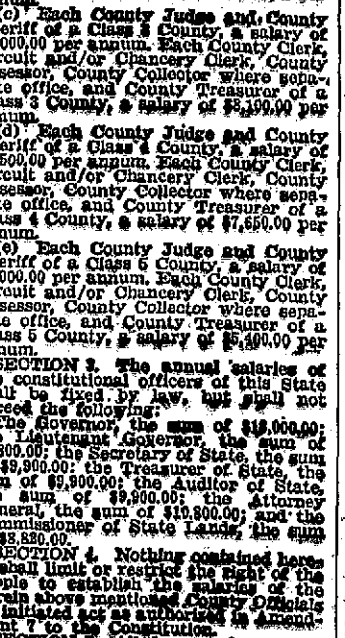 num.
(c) Each County Judge and County
eriff of a Class 3 County, a salary of
000.00 per annum. Each County Clerk,
rcuit and/or Chancery Clerk, County
sessor, County Collector where sepa-
te office, and County Treasurer of a
ass 3 County, a salary of $8,100.00 per
num.
(d) Each County Judge and County
eriff of a Class 4 County, a salary of
500.00 per annum. Each County Clerk,
rcuit and/or Chancery Clerk, County
sessor, County Collector where sepa-
te office, and County Treasurer of a
ass 4 County, a salary of $7,650.00 per
num.
(e) Each County Judge and County
eriff of a Class 5 County, a salary of
000.00 per annum. Each County Clerk,
rcuit and/or Chancery Clerk, County
sessor, County Collector where sepa-
te office, and County Treasurer of a
ass 5 County, a salary of $5,400.00 per
num.
SECTION 3. The annual salaries of
e constitutional officers of this State
all be fixed by law, but shall not
ceed the following:
The Governor, the sum of
e Lieutenant Governor, the sum of
800.00; the Secretary of State, the sum
$9,900.00; the Treasurer of State, the
m of $9,900.00; the Auditor of State,
e sum of $9,900.00; the Attorney
neral, the sum of $10,800.00; and the
mmissioner of State Lands, the sum
$8,820.00.
SECTION 4. Nothing contained here-
shall limit or restrict the right of the
ople to establish the salaries of the
rein above mentioned County Officials
initiated act as authorized in Amend-
ent 7 to the Constitution.